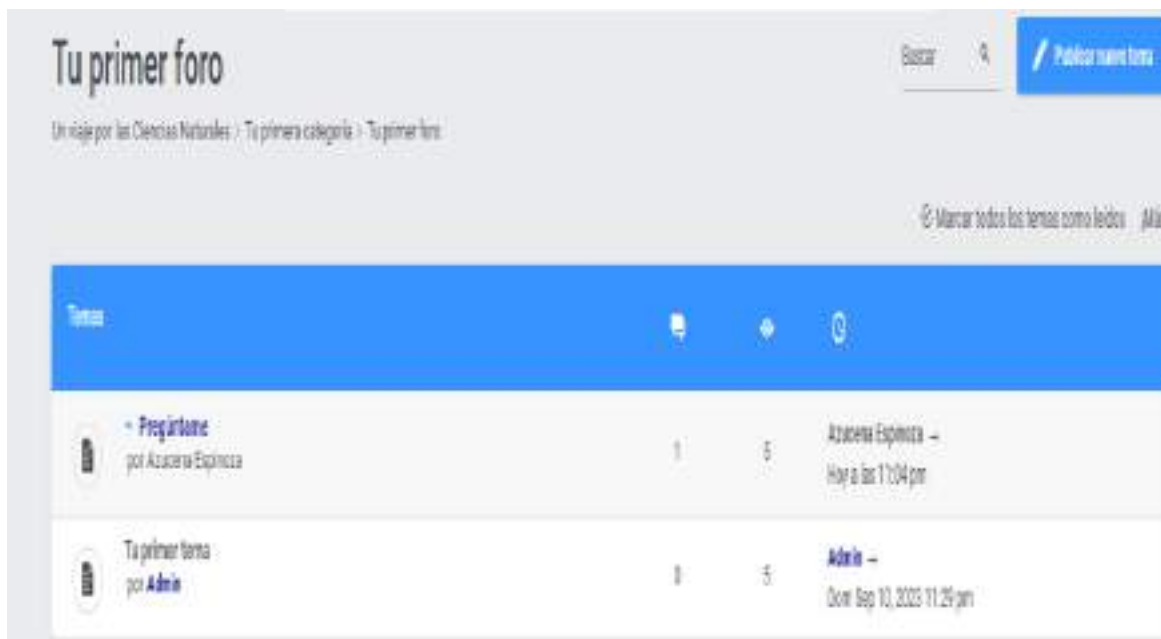 Tu primer foro
Buscar
Publicar nuevo tema
Un viaje por las Ciencias Naturales > Tu primera categoría > Tu primer foro
Marcar todos los temas como leídos
Temas
Pregúntame
por Azucena Espinoza
1
5
Azucena Espinoza →
Hoy a las 11:04 pm
Tu primer tema
por Admin
0
5
Admin →
Dom Sep 10, 2023 11:29 pm